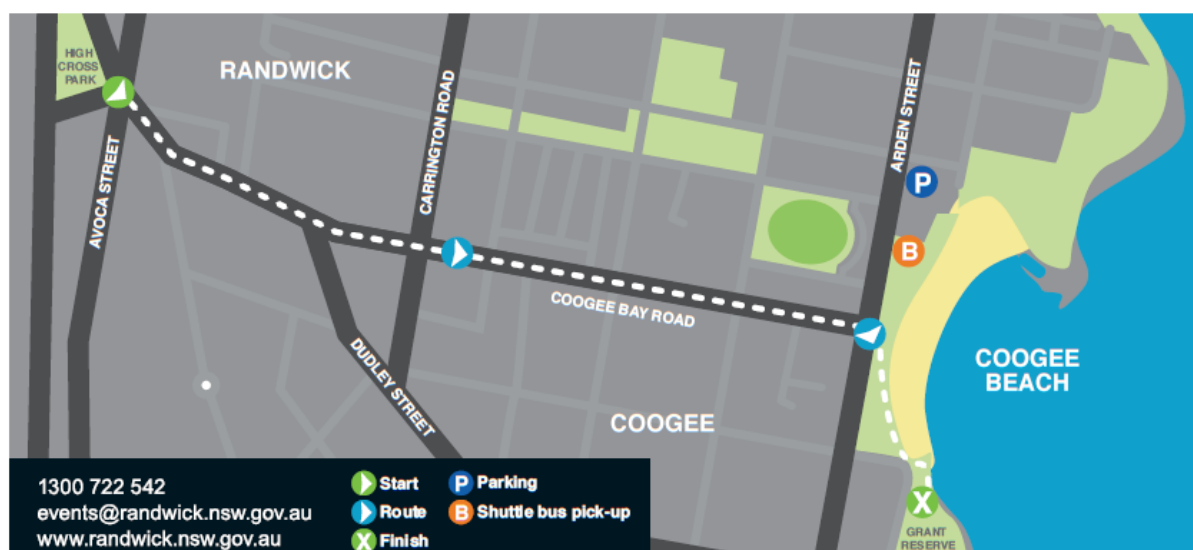 HIGH
CROSS
PARK
RANDWICK
AVOCA STREET
CARRINGTON ROAD
ARDEN STREET
P
B
COOGEE BAY ROAD
DUDLEY STREET
COOGEE
COOGEE
BEACH
X
GRANT
RESERVE
1300 722 542
events@randwick.nsw.gov.au
www.randwick.nsw.gov.au
Start
Route
X Finish
P Parking
B Shuttle bus pick-up